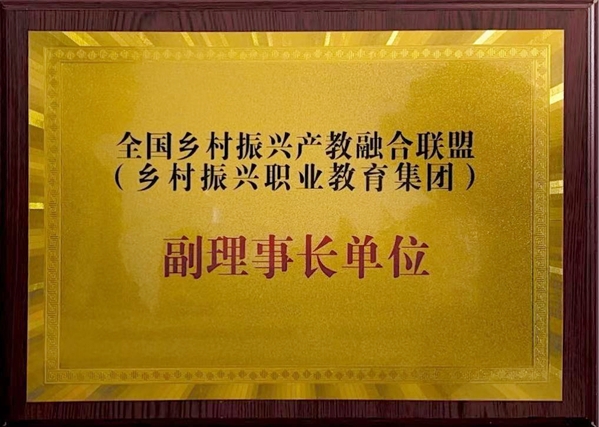 全国乡村振兴产教融合联盟
（乡村振兴职业教育集团）
副理事长单位